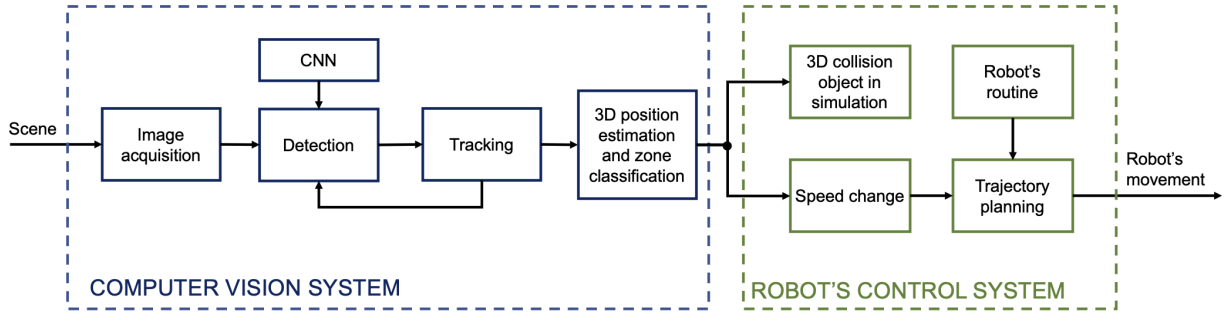 CNN
3D collision
object in
simulation
Robot's
routine
Scene
Image
acquisition
Detection
Tracking
3D position
estimation
and zone
classification
Speed change
Trajectory
planning
Robot's
movement
COMPUTER VISION SYSTEM
ROBOT'S CONTROL SYSTEM